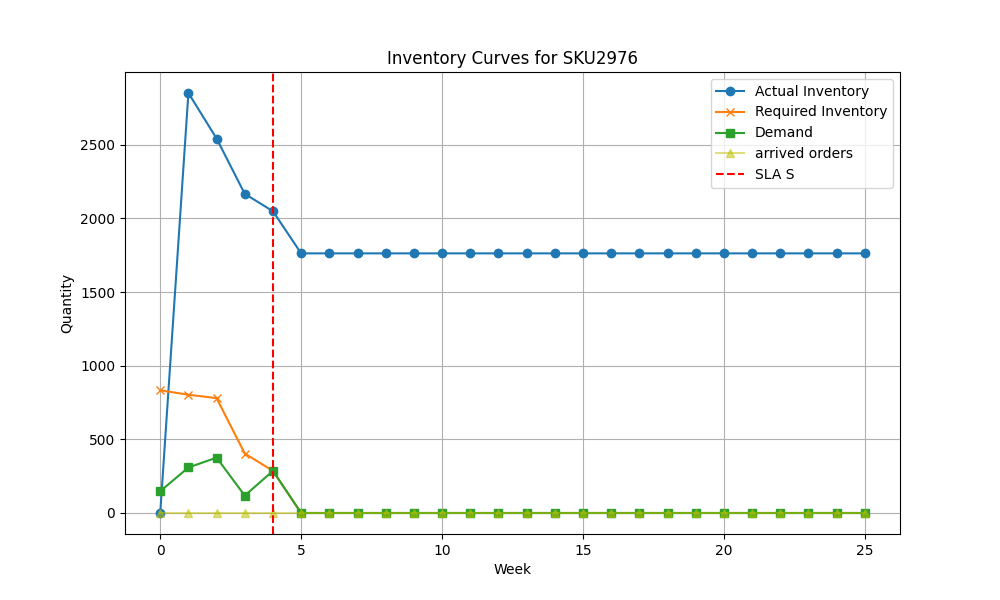 Inventory Curves for SKU2976
Actual Inventory
Required Inventory
Demand
arrived orders
SLA S
Quantity
2500
2000
1500
1000
500
0
0 5 10 15 20 25
Week